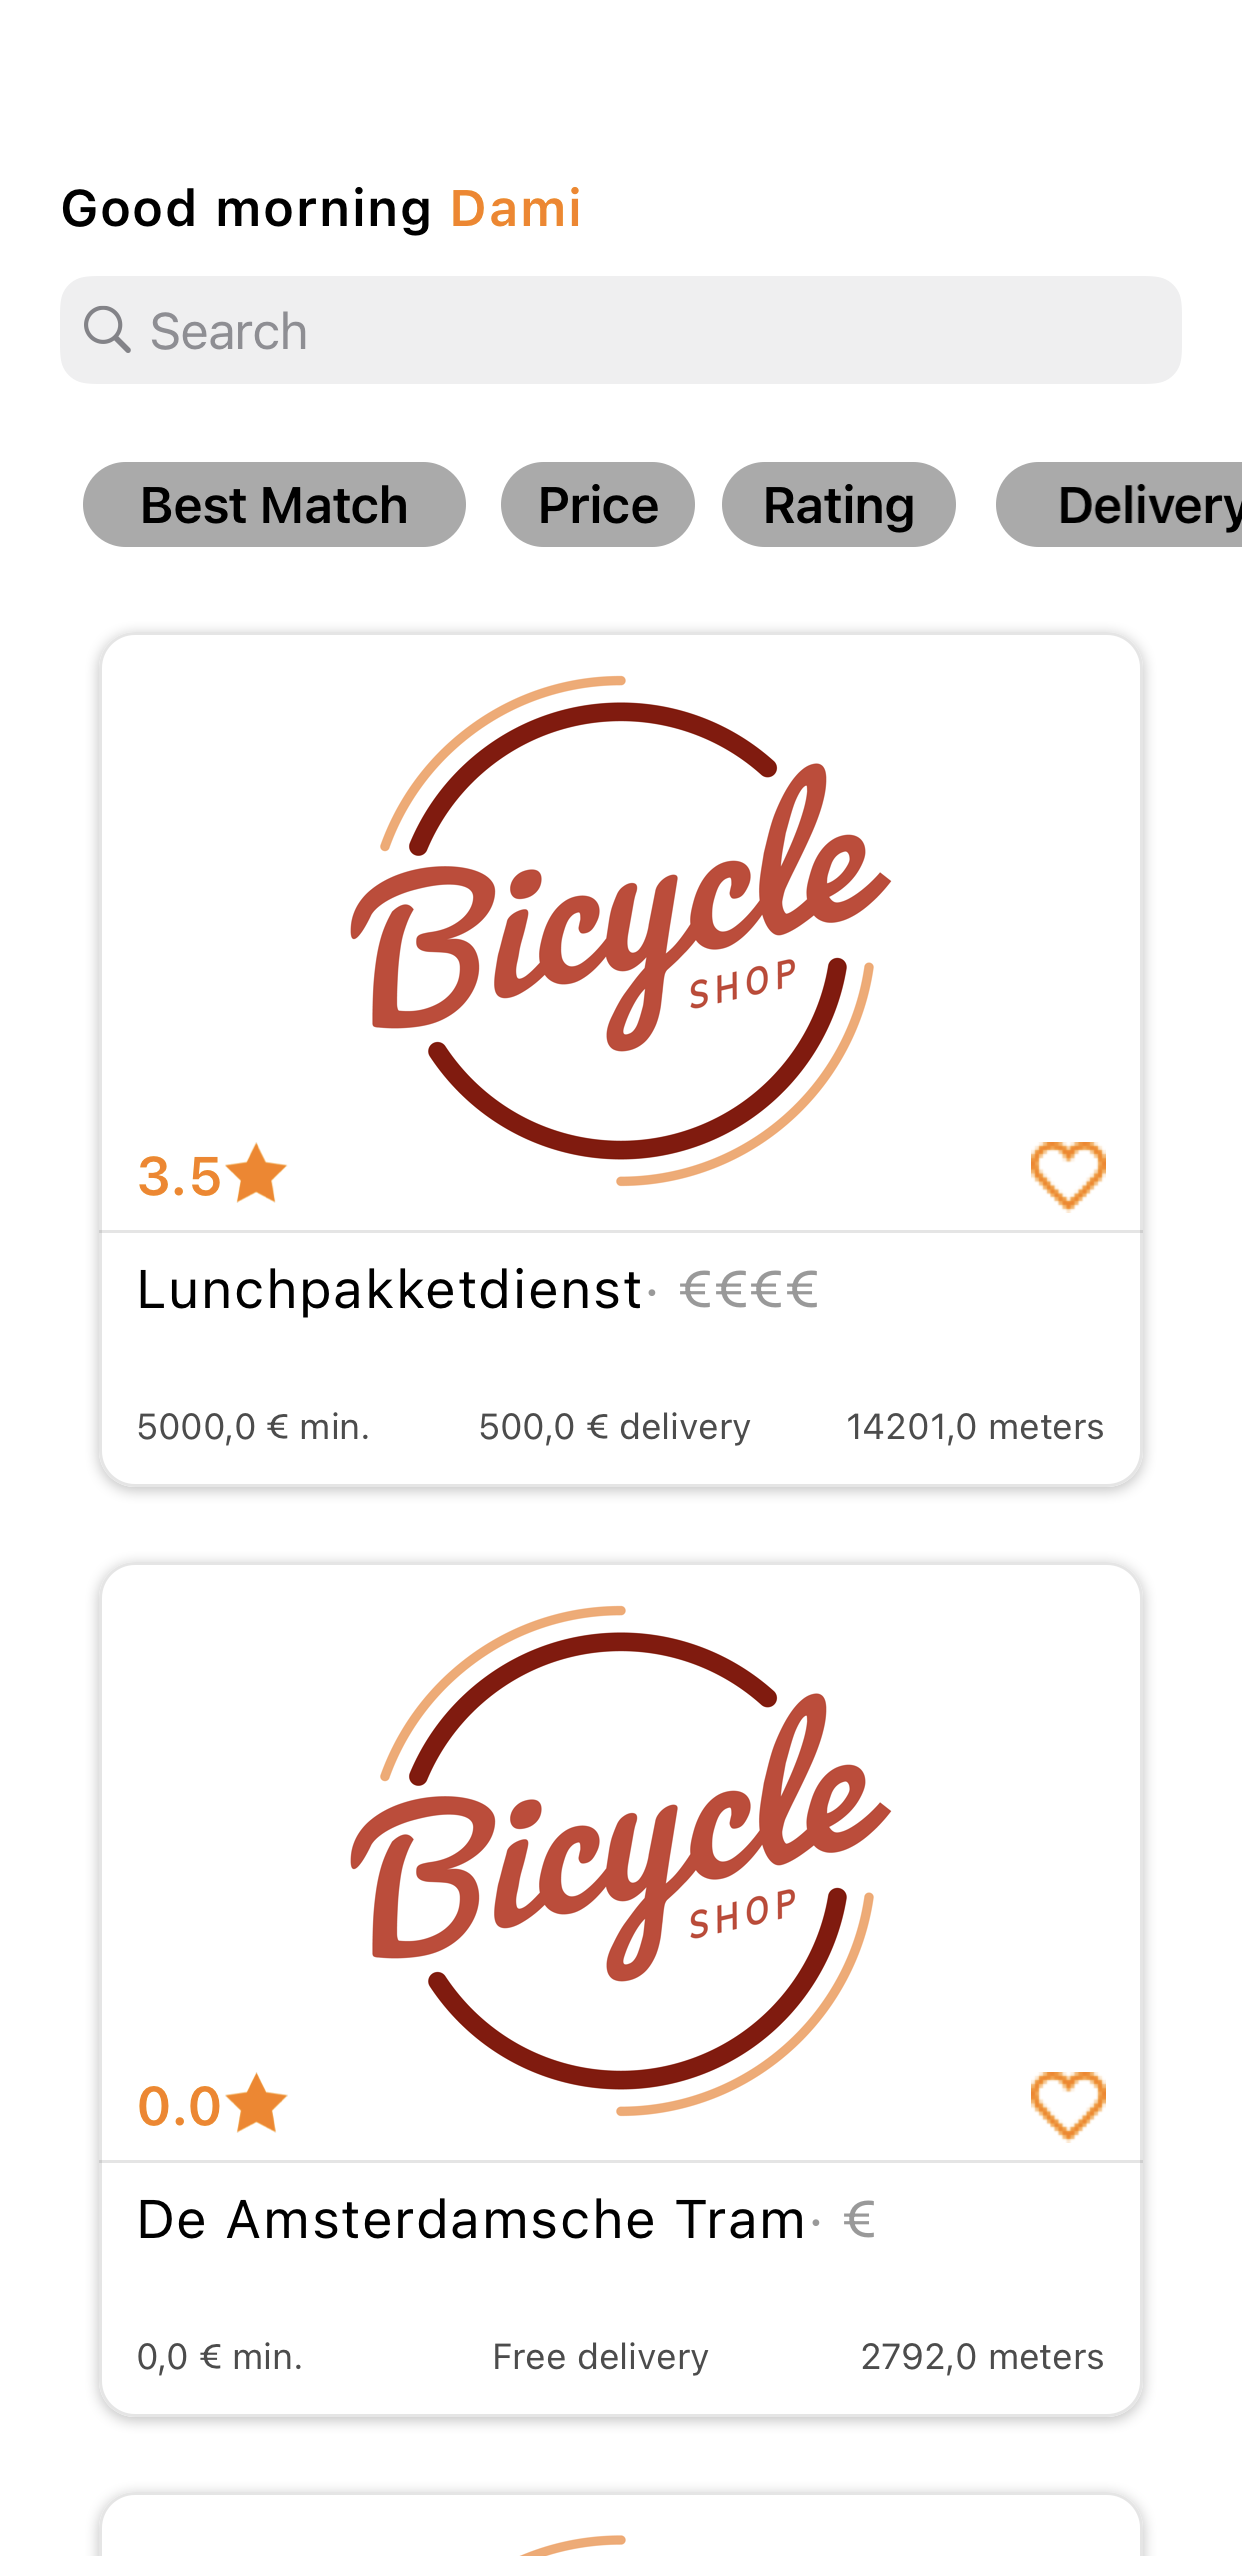 Good morning Dami
Search
Best Match Price Rating Delivery
Bicycle
SHOP
3.5
Lunchpakketdienst· €€€€
5000,0 € min. 500,0 € delivery 14201,0 meters
Bicycle
SHOP
0.0
De Amsterdamsche Tram· €
0,0 € min. Free delivery 2792,0 meters